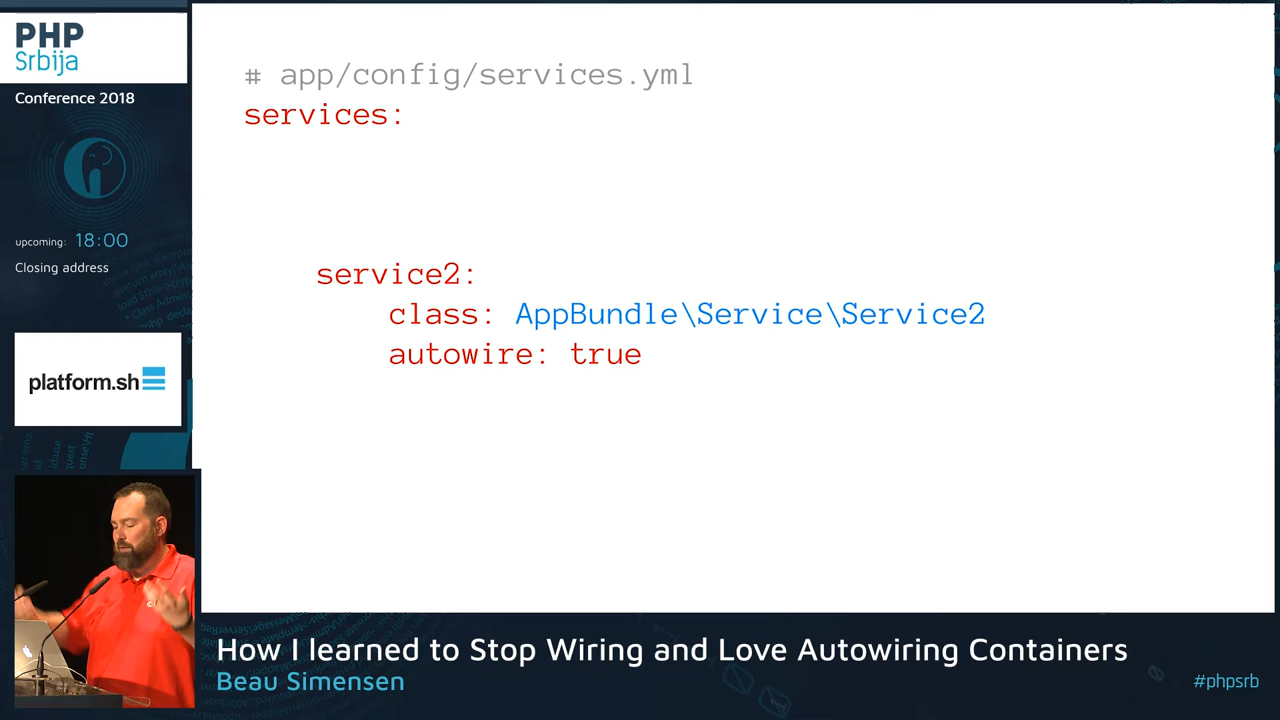 PHP
Srbija
Conference 2018
upcoming: 18:00
Closing address
platform.sh
# app/config/services.yml
services:
service2:
class: AppBundle\Service\Service2
autowire: true
How I learned to Stop Wiring and Love Autowiring Containers
Beau Simensen
#phpsrb